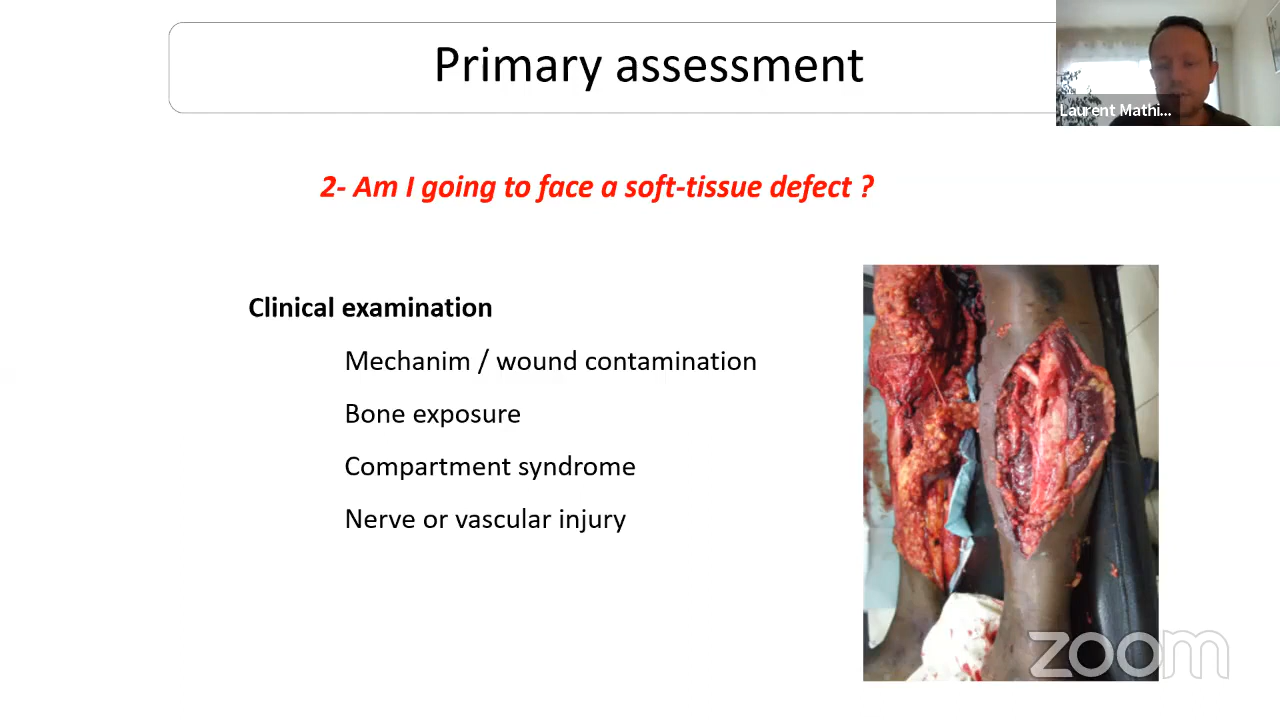 Primary assessment
Laurent Mathi...
2- Am I going to face a soft-tissue defect ?
Clinical examination
Mechanim / wound contamination
Bone exposure
Compartment syndrome
Nerve or vascular injury
zoom